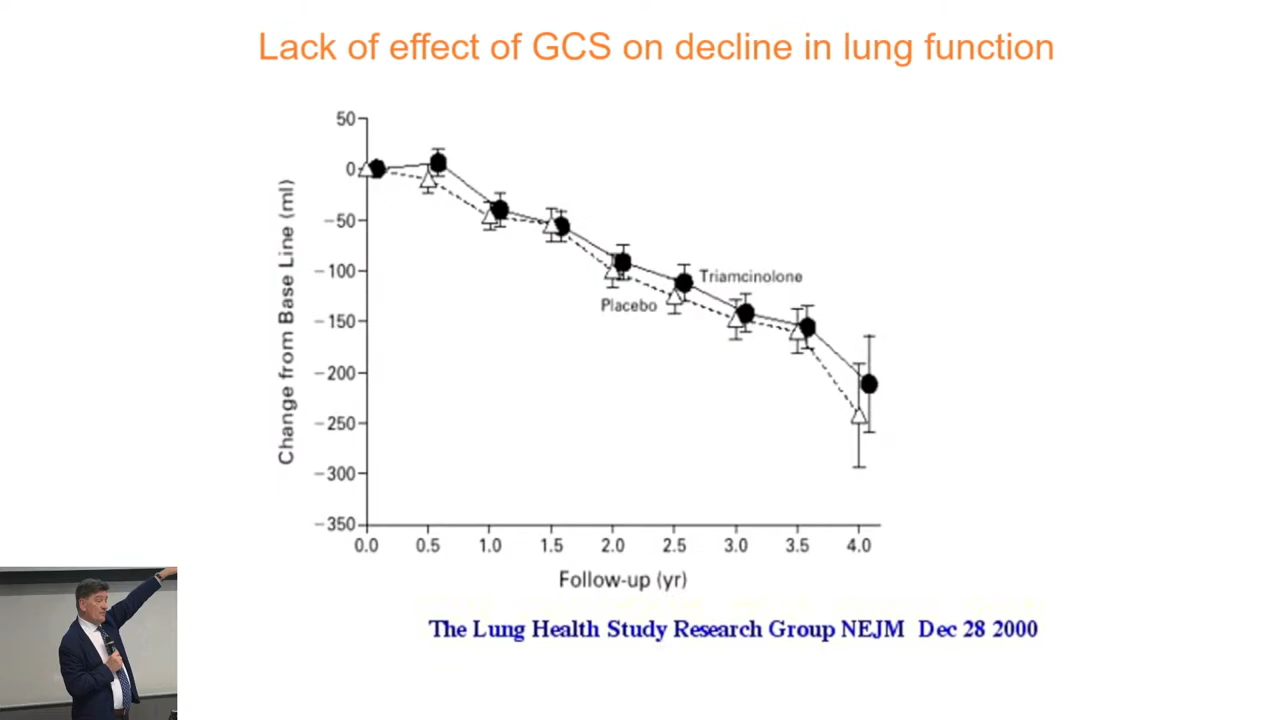 Lack of effect of GCS on decline in lung function
50
0
−50
−100
−150
−200
−250
−300
−350
Change from Base Line (ml)
Triamcinolone
Placebo
0.0 0.5 1.0 1.5 2.0 2.5 3.0 3.5 4.0
Follow-up (yr)
The Lung Health Study Research Group NEJM Dec 28 2000